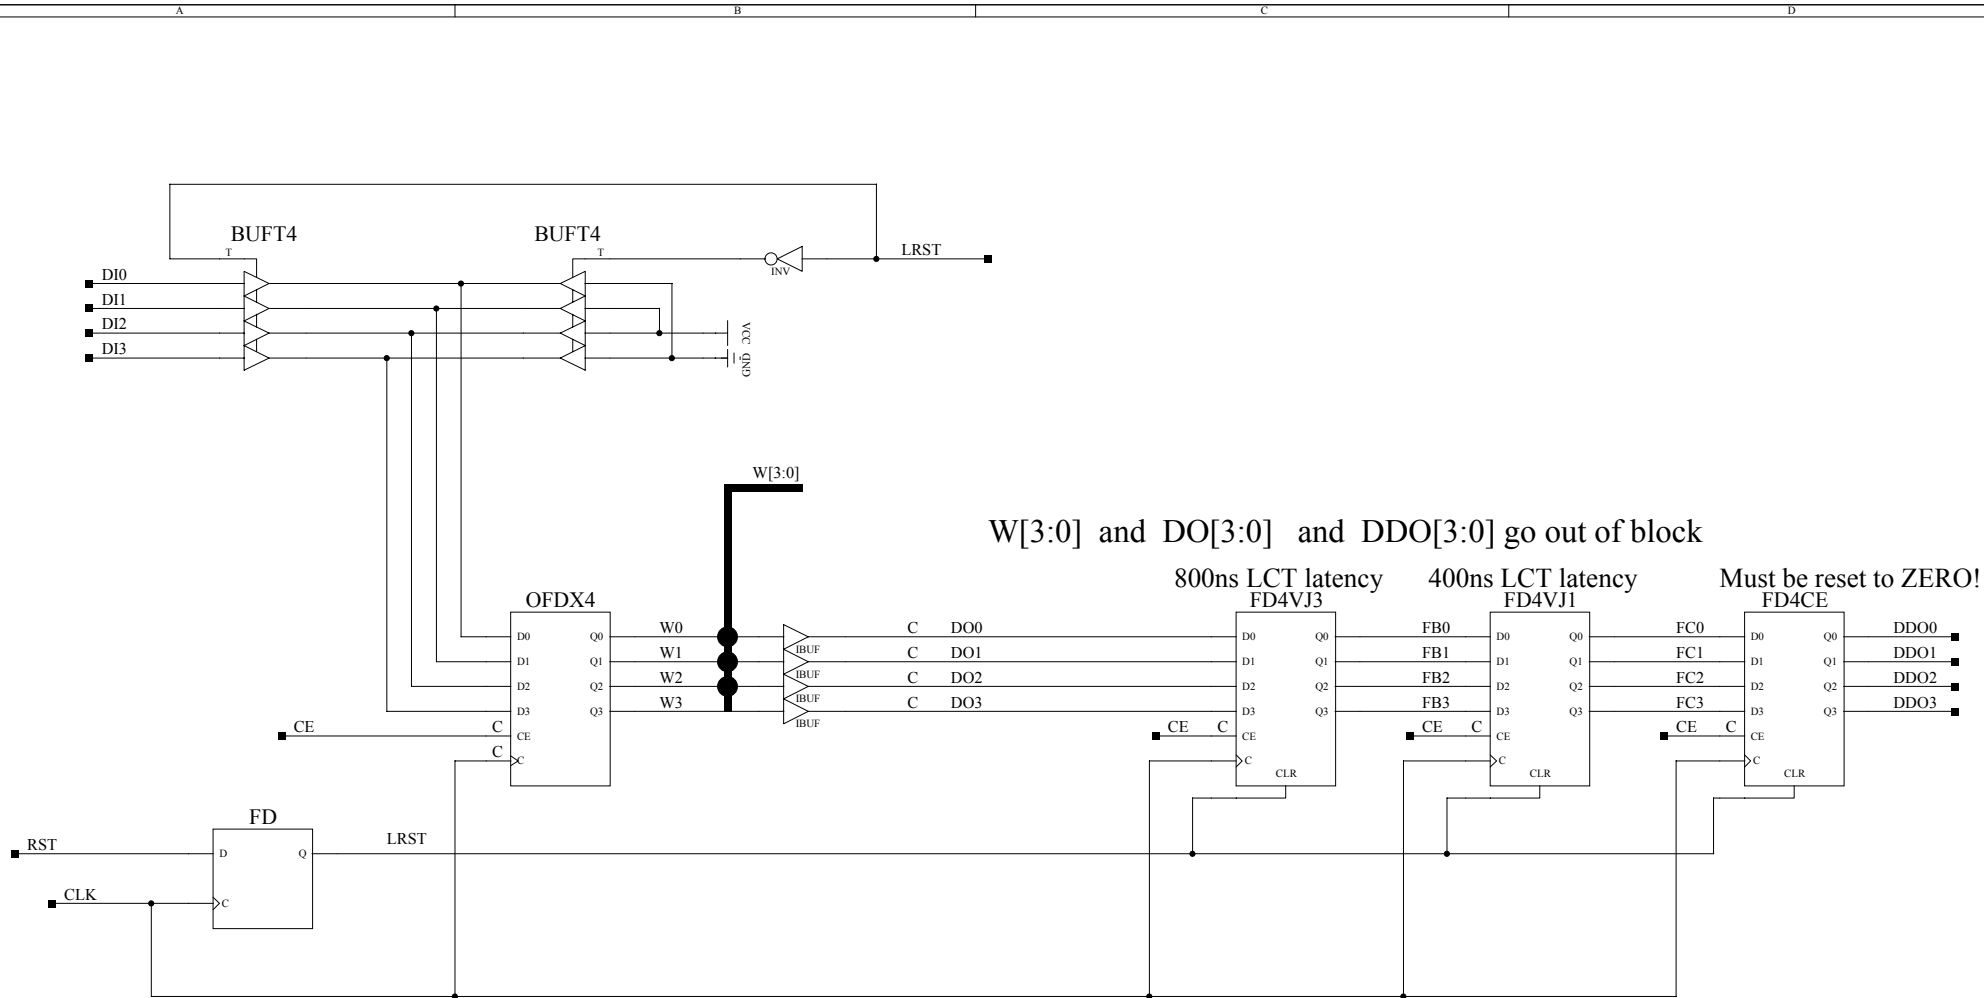 A B C D
BUFT4 BUFT4
T T
LRST
INV
DI0
DI1
DI2
DI3
VCC
GND
W[3:0]
W[3:0] and DO[3:0] and DDO[3:0] go out of block
800ns LCT latency 400ns LCT latency Must be reset to ZERO!
OFDX4 FD4VJ3 FD4VJ1 FD4CE
D0 Q0 W0 C DO0 D0 Q0 FB0 D0 Q0 FC0 D0 Q0 DDO0
IBUF
D1 Q1 W1 C DO1 D1 Q1 FB1 D1 Q1 FC1 D1 Q1 DDO1
IBUF
D2 Q2 W2 C DO2 D2 Q2 FB2 D2 Q2 FC2 D2 Q2 DDO2
IBUF
D3 Q3 W3 C DO3 D3 Q3 FB3 D3 Q3 FC3 D3 Q3 DDO3
IBUF
CE C CE CE C CE CE C CE CE C CE
C C C C C
CLR CLR CLR
FD
RST D Q LRST
CLK C